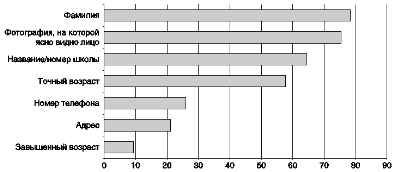 Фамилия
Фотография, на которой
ясно видно лицо
Название/номер школы
Точный возраст
Номер телефона
Адрес
Завышенный возраст
0 10 20 30 40 50 60 70 80 90